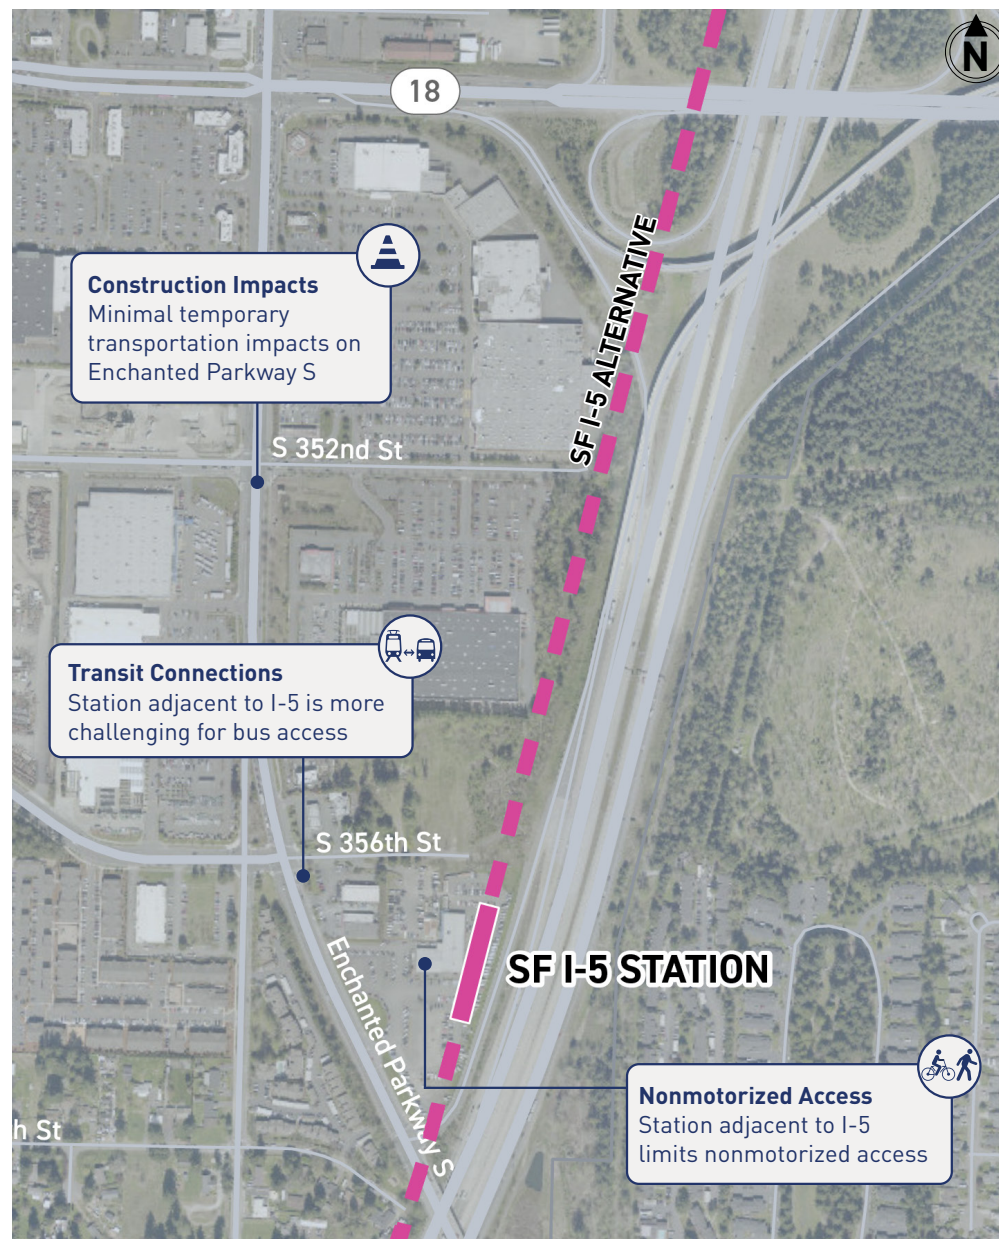 N
18
SF I-5 ALTERNATIVE
Construction Impacts
Minimal temporary
transportation impacts on
Enchanted Parkway S
S 352nd St
Transit Connections
Station adjacent to I-5 is more
challenging for bus access
S 356th St
Enchanted Parkway S
SF I-5 STATION
Nonmotorized Access
Station adjacent to I-5
limits nonmotorized access
h St